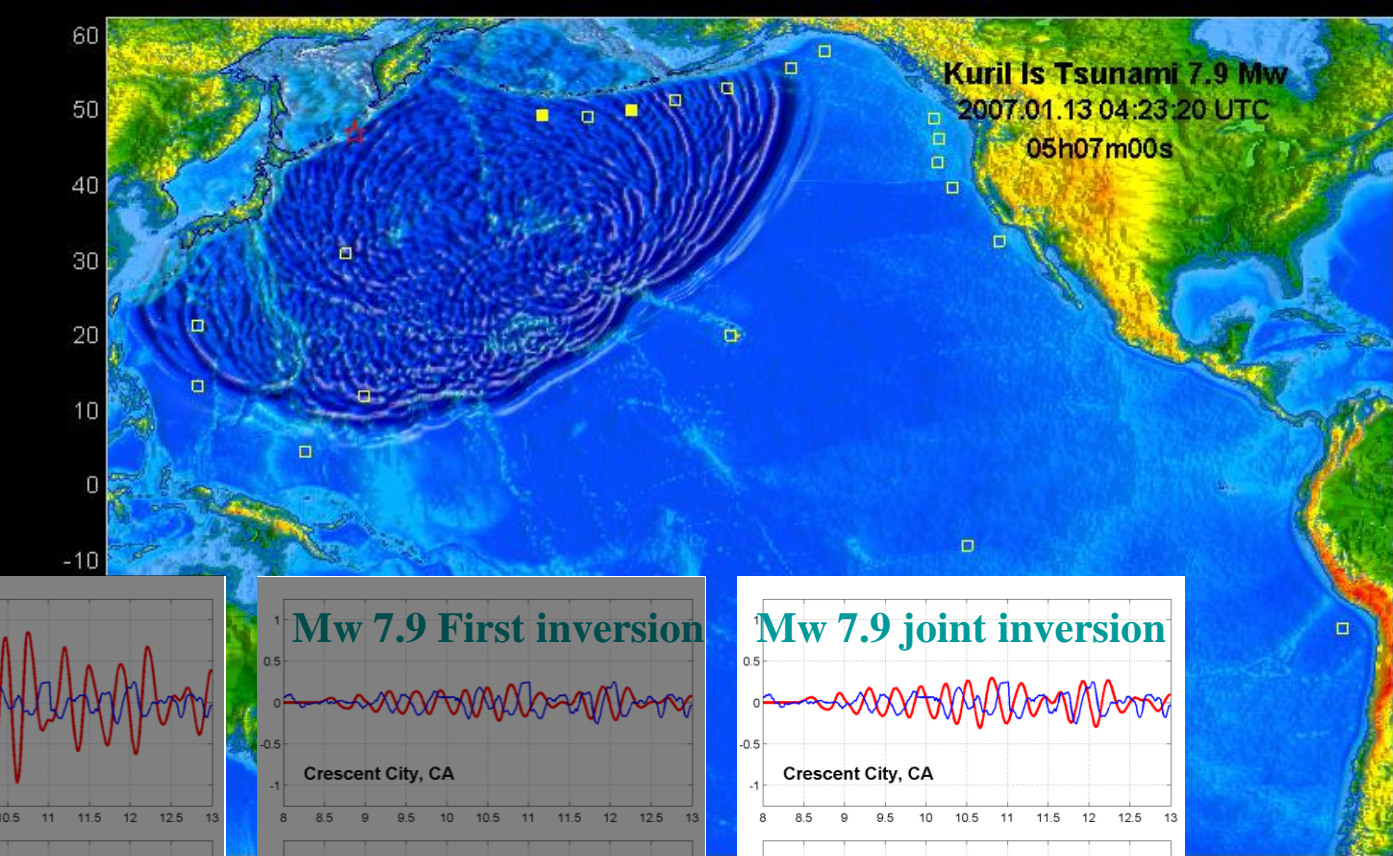 60
Kuril Is Tsunami 7.9 Mw
50
2007.01.13 04:23:20 UTC
05h07m00s
40
30
20
10
0
-10
Mw 7.9 First inversion
Mw 7.9 joint inversion
1
1
0.5
0.5
0
0
-0.5
-0.5
Crescent City, CA
Crescent City, CA
-1
-1
10.5 11 11.5 12 12.5 13
8 8.5 9 9.5 10 10.5 11 11.5 12 12.5 13
8 8.5 9 9.5 10 10.5 11 11.5 12 12.5 13